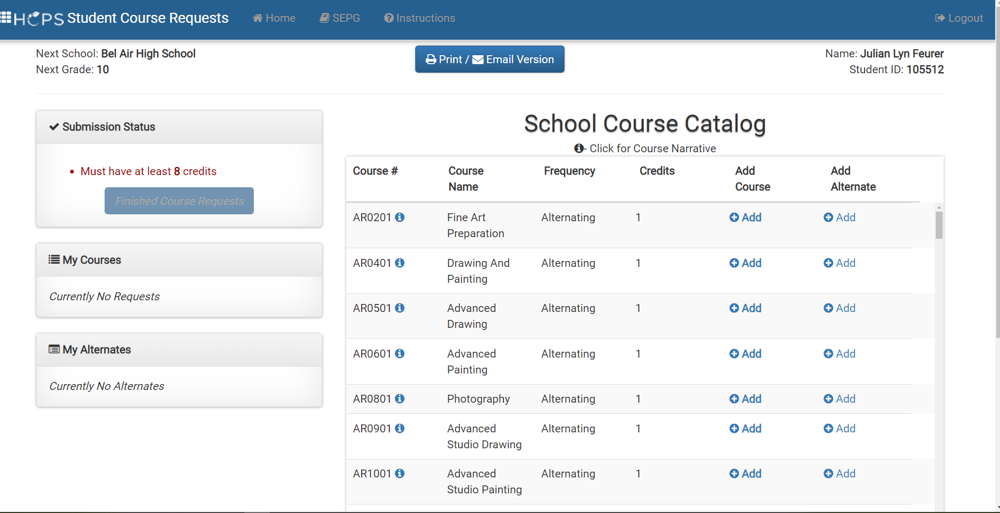 HCPS Student Course Requests Home SEPG Instructions Logout
Next School: Bel Air High School
Next Grade: 10
Print / Email Version
Name: Julian Lyn Feurer
Student ID: 105512
Submission Status
Must have at least 8 credits
Finished Course Requests
My Courses
Currently No Requests
My Alternates
Currently No Alternates
School Course Catalog
- Click for Course Narrative
Course # Course Name Frequency Credits Add Course Add Alternate
AR0201 Fine Art Preparation Alternating 1 Add Add
AR0401 Drawing And Painting Alternating 1 Add Add
AR0501 Advanced Drawing Alternating 1 Add Add
AR0601 Advanced Painting Alternating 1 Add Add
AR0801 Photography Alternating 1 Add Add
AR0901 Advanced Studio Drawing Alternating 1 Add Add
AR1001 Advanced Studio Painting Alternating 1 Add Add